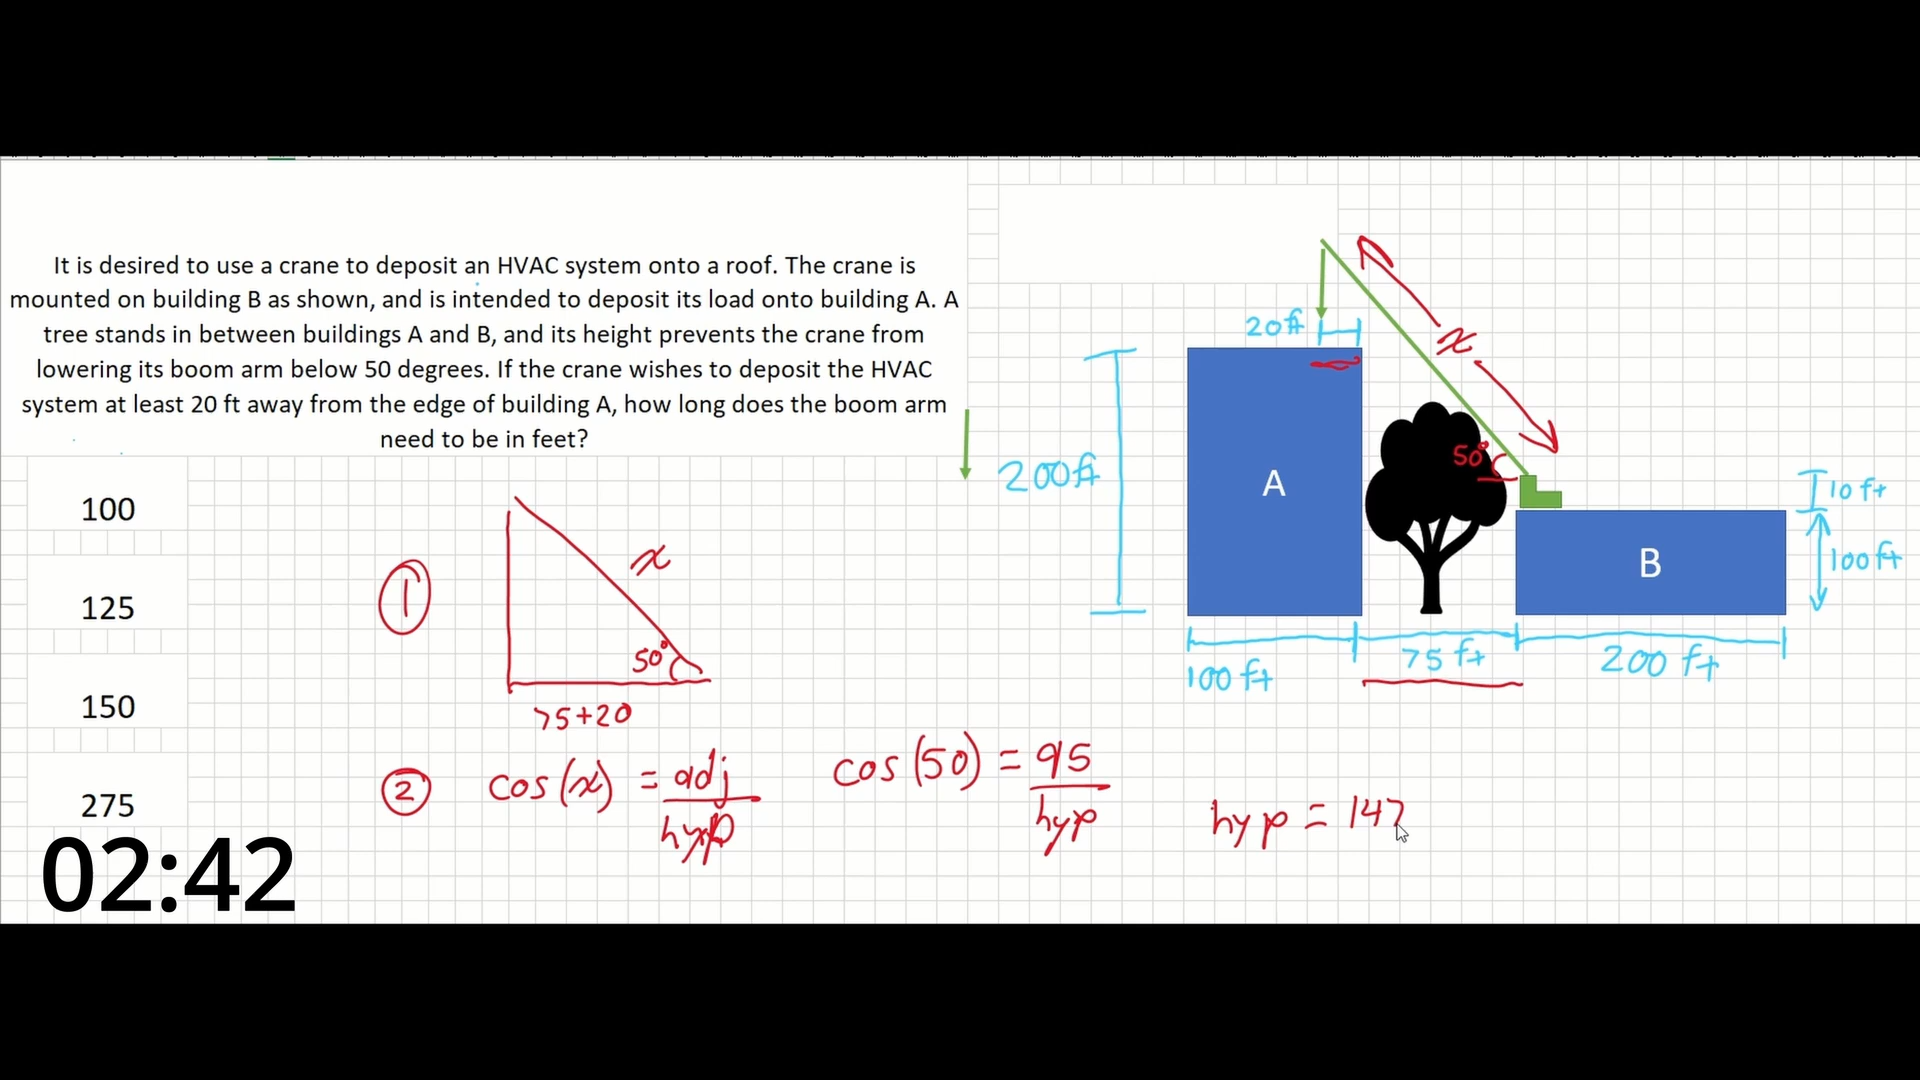 It is desired to use a crane to deposit an HVAC system onto a roof. The crane is
mounted on building B as shown, and is intended to deposit its load onto building A. A
tree stands in between buildings A and B, and its height prevents the crane from
lowering its boom arm below 50 degrees. If the crane wishes to deposit the HVAC
system at least 20 ft away from the edge of building A, how long does the boom arm
need to be in feet?
100
125
150
275
02:42
①
x
50°
75+20
② cos(x) = adj/hyp
cos(50) = 95/hyp
hyp = 147
20ft
x
50°
200ft
A
B
10 ft
100ft
100 ft
75 ft
200 ft